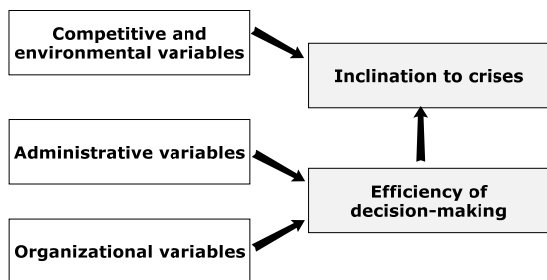 Competitive and
environmental variables
Inclination to crises
Administrative variables
Efficiency of
decision-making
Organizational variables